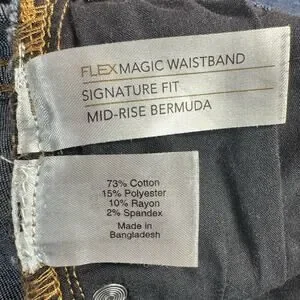 FLEXMAGIC WAISTBAND
SIGNATURE FIT
MID-RISE BERMUDA
73% Cotton
15% Polyester
10% Rayon
2% Spandex
Made in
Bangladesh